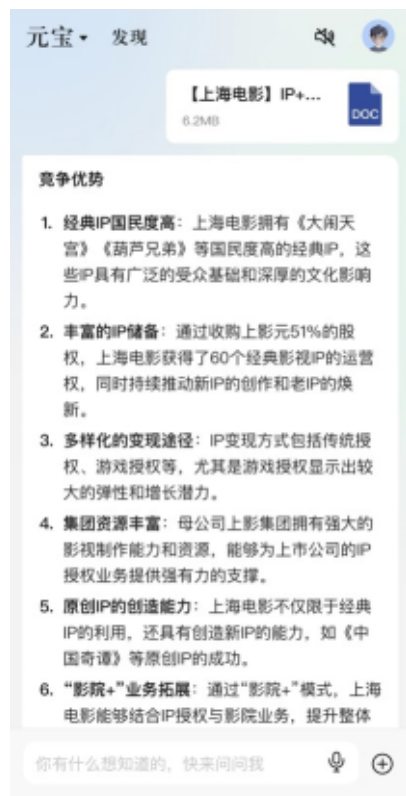 元宝 发现
【上海电影】IP+...
6.2MB
DOC
竞争优势
1. 经典IP国民度高：上海电影拥有《大闹天
宫》《葫芦兄弟》等国民度高的经典IP，这
些IP具有广泛的受众基础和深厚的文化影响
力。
2. 丰富的IP储备：通过收购上影元51%的股
权，上海电影获得了60个经典影视IP的运营
权，同时持续推动新IP的创作和老IP的焕
新。
3. 多样化的变现途径：IP变现方式包括传统授
权、游戏授权等，尤其是游戏授权显示出较
大的弹性和增长潜力。
4. 集团资源丰富：母公司上影集团拥有强大的
影视制作能力和资源，能够为上市公司的IP
授权业务提供强有力的支撑。
5. 原创IP的创造能力：上海电影不仅限于经典
IP的利用，还具有创造新IP的能力，如《中
国奇谭》等原创IP的成功。
6. “影院+”业务拓展：通过“影院+”模式，上海
电影能够结合IP授权与影院业务，提升整体
你有什么想知道的，快来问问我